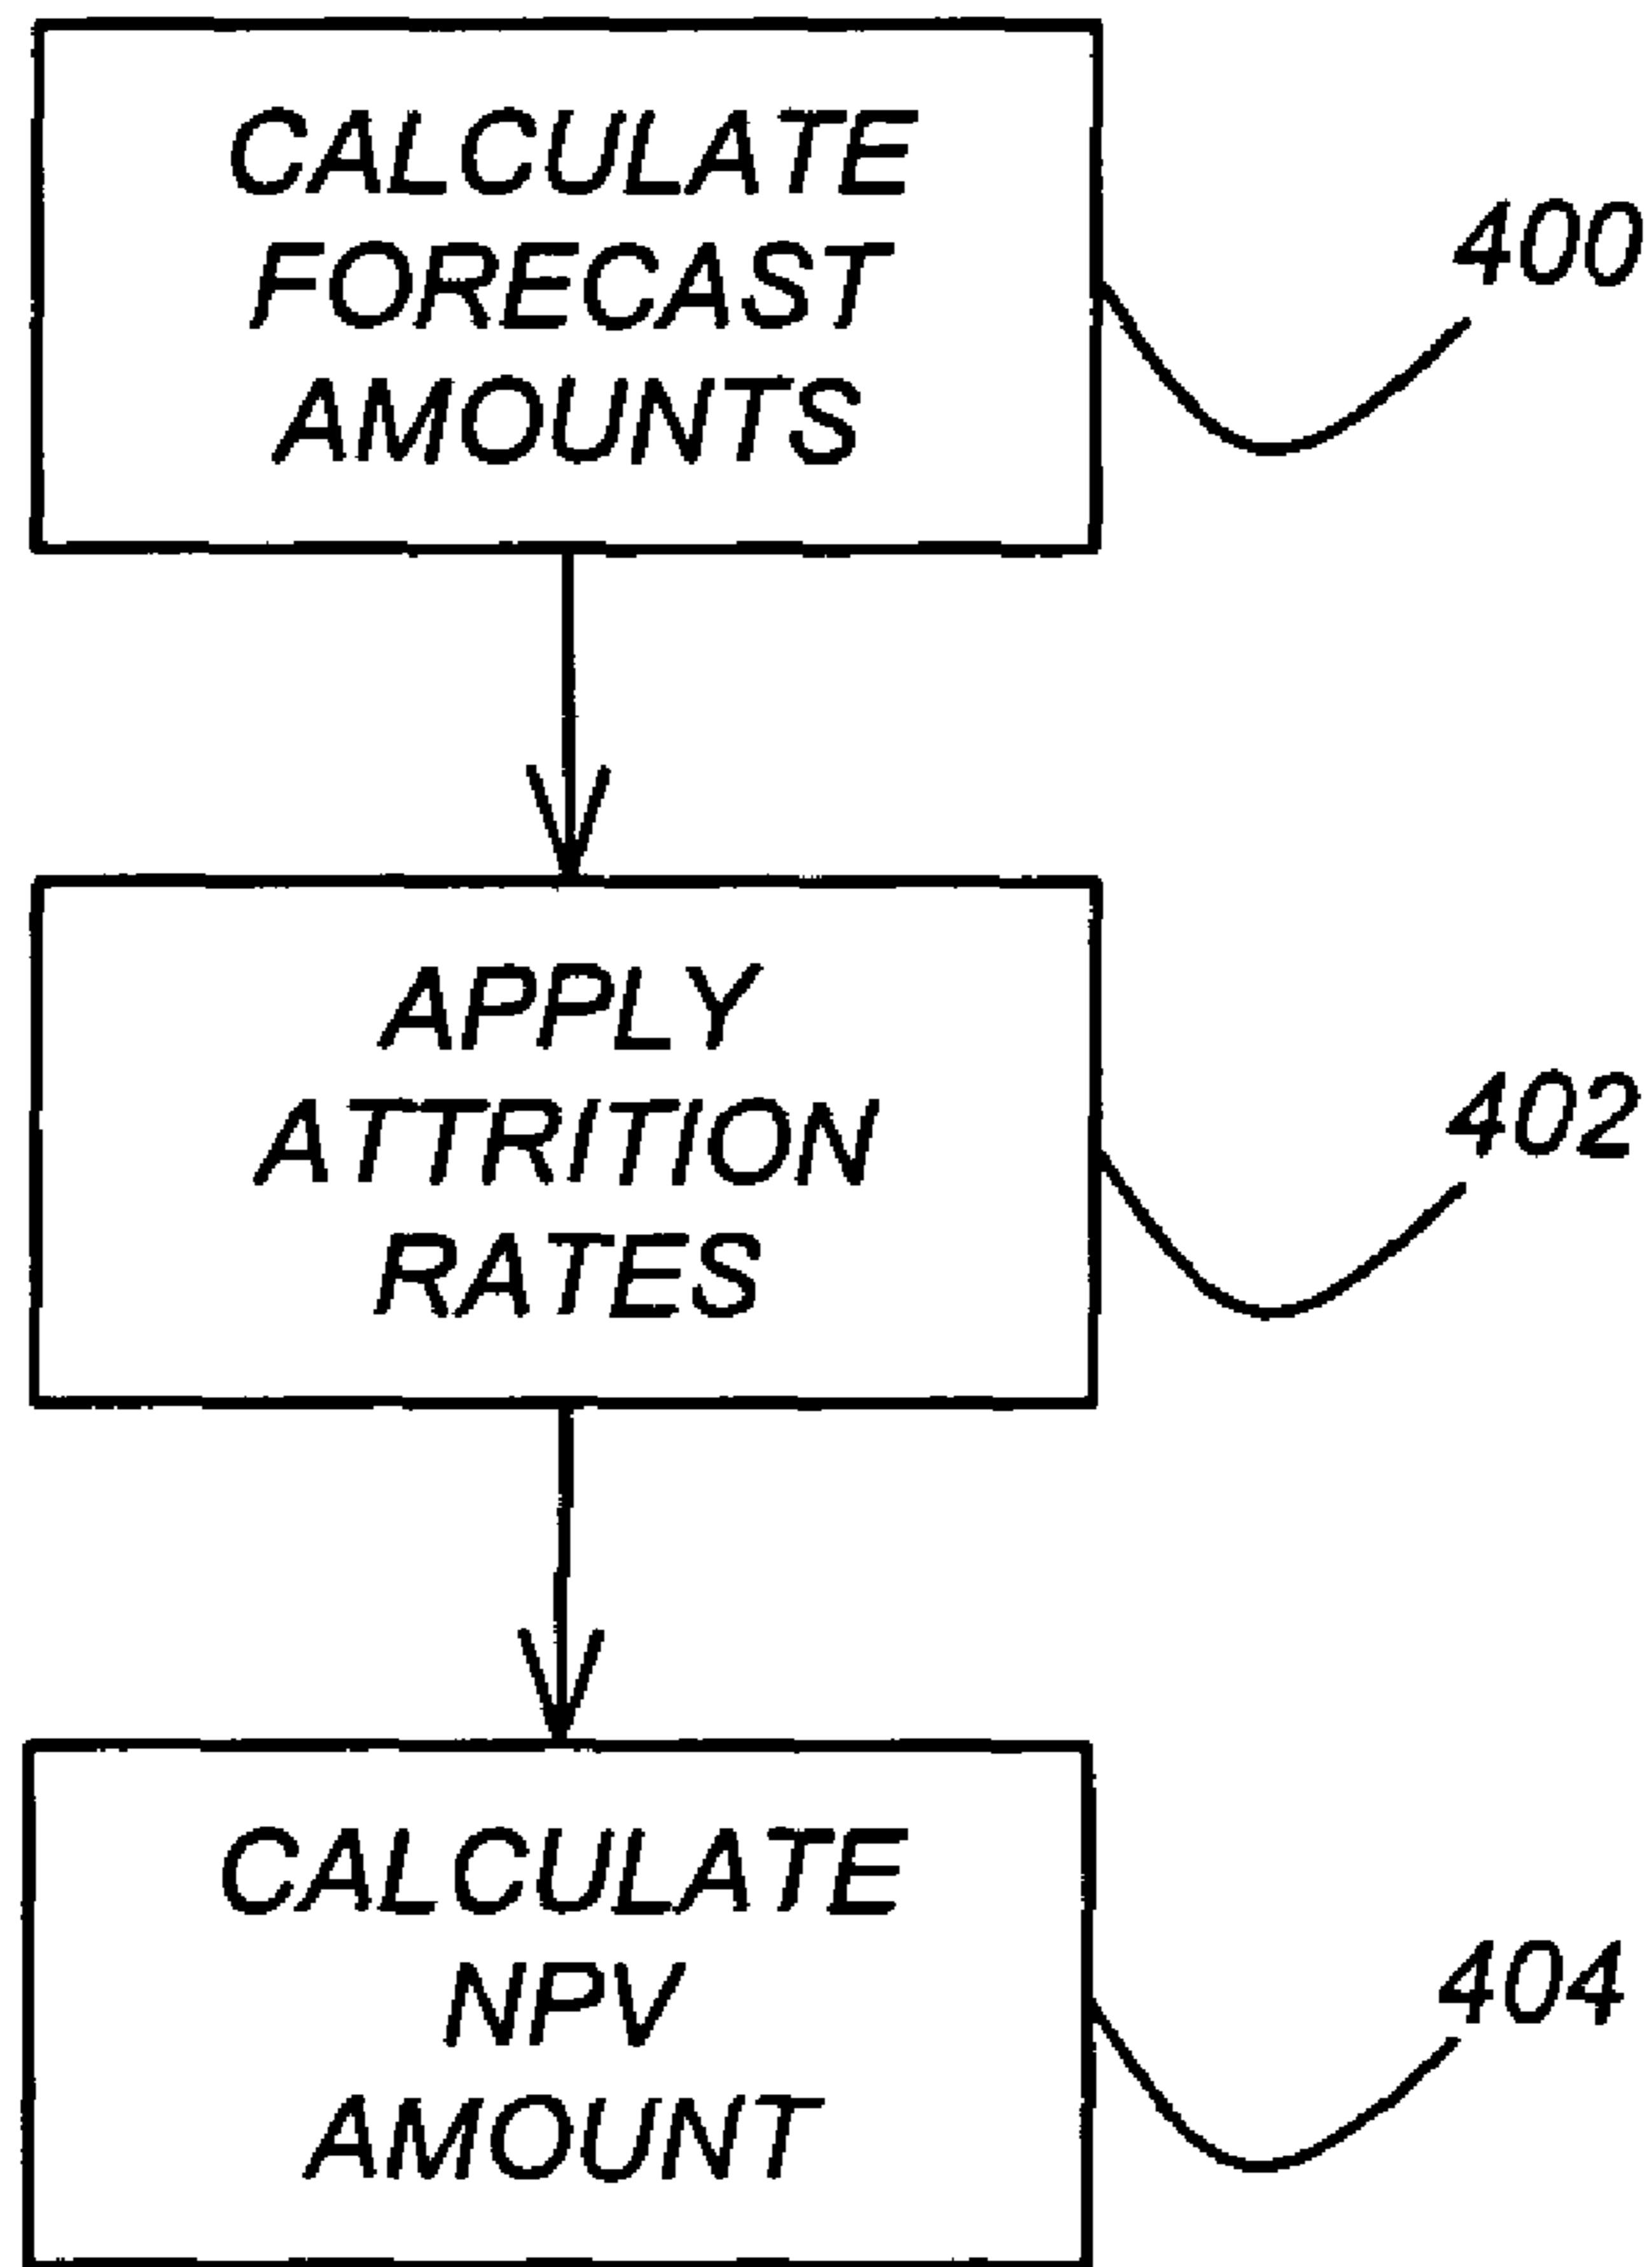 CALCULATE
FORECAST
AMOUNTS
400
APPLY
ATTRITION
RATES
402
CALCULATE
NPV
AMOUNT
404